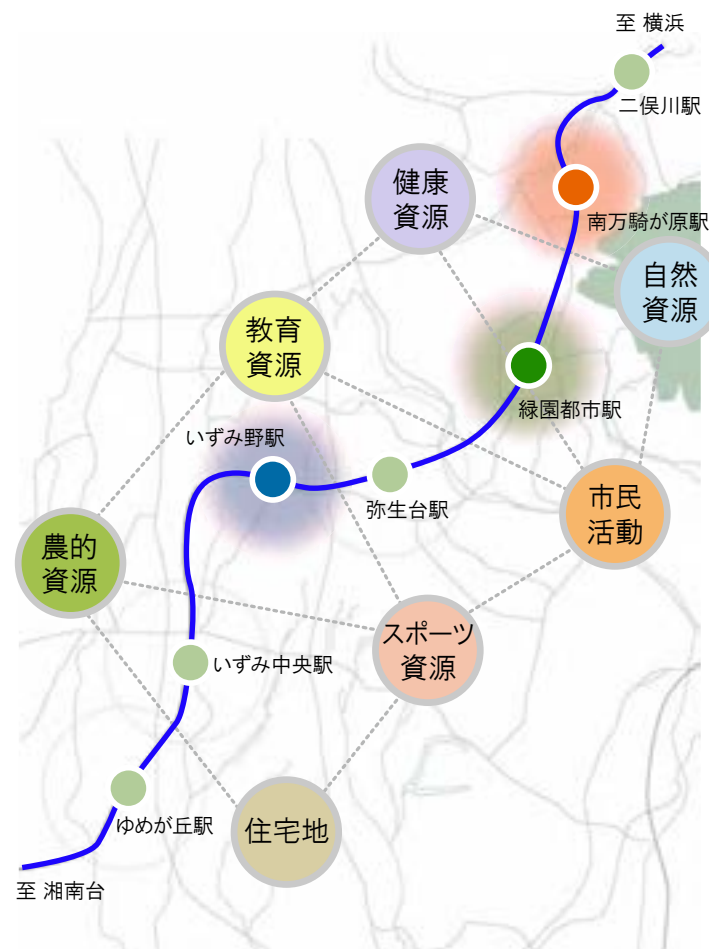 至 横浜
二俣川駅
健康
資源
南万騎が原駅
自然
資源
教育
資源
緑園都市駅
いずみ野駅
弥生台駅
市民
活動
農的
資源
スポーツ
資源
いずみ中央駅
ゆめが丘駅
住宅地
至 湘南台